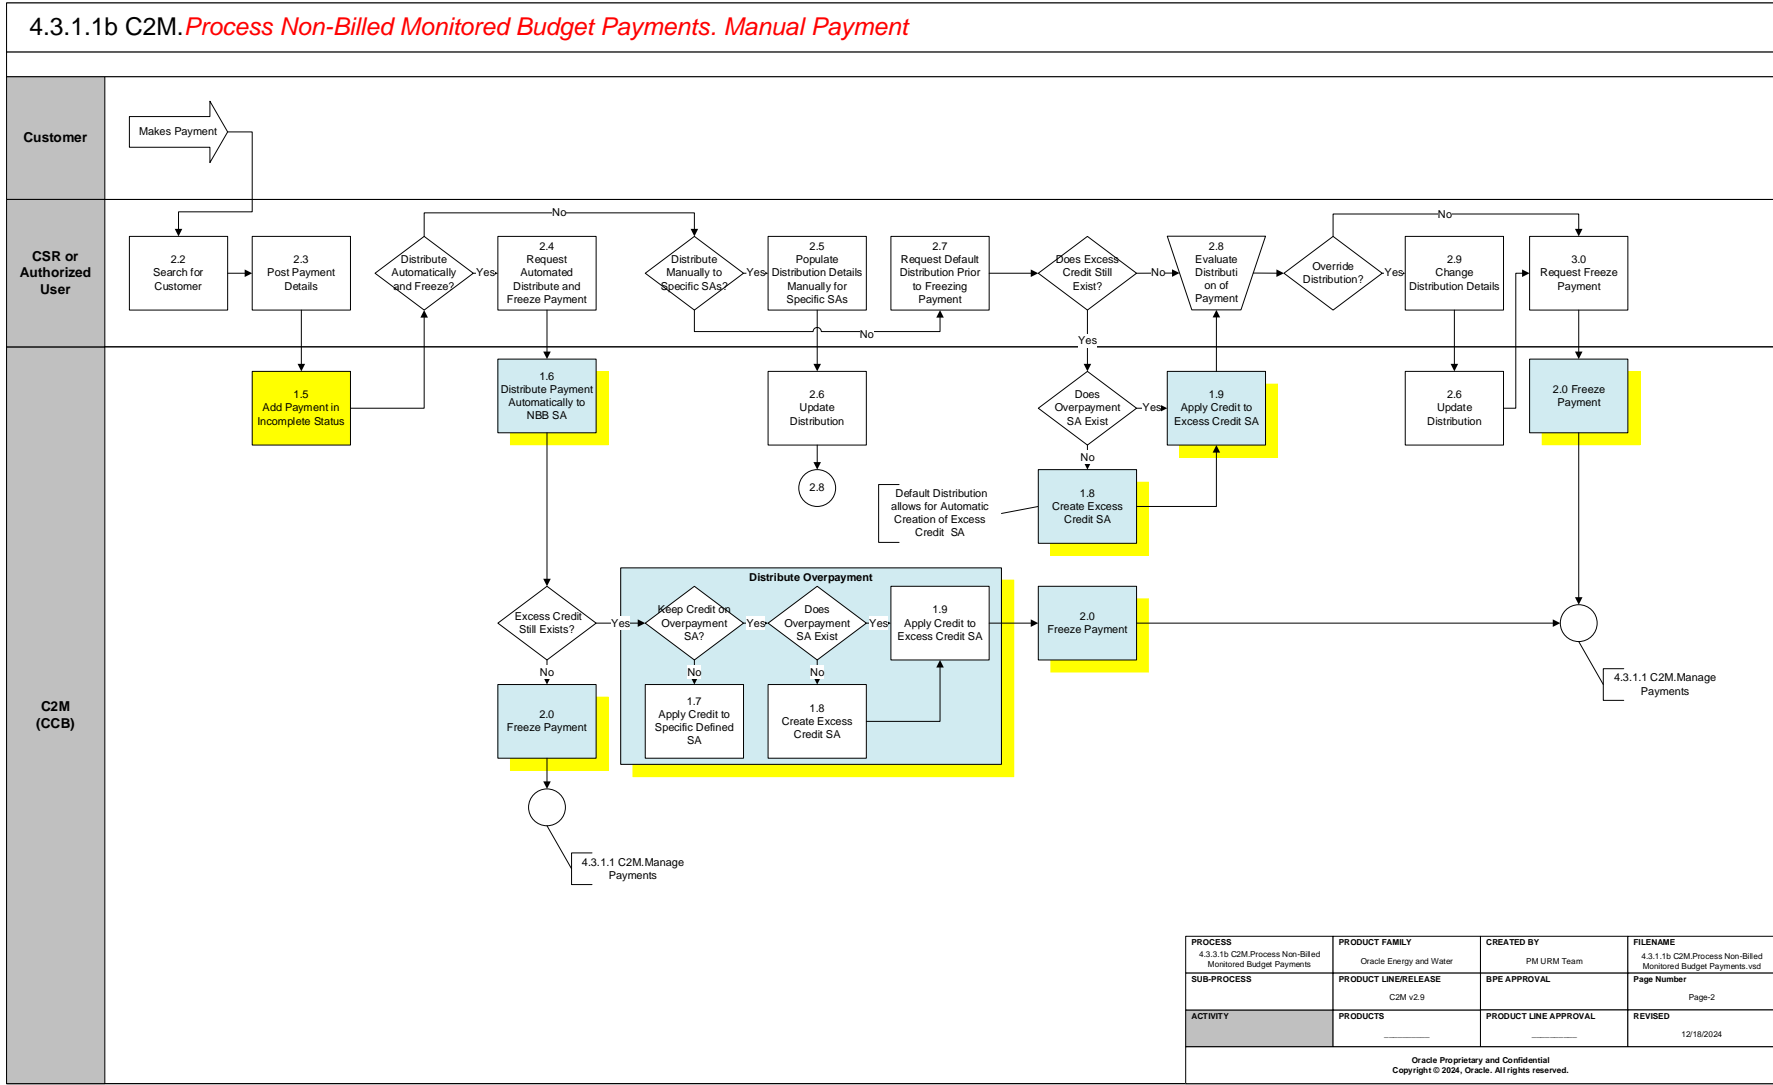 4.3.1.1b C2M.Process Non-Billed Monitored Budget Payments. Manual Payment
Customer
Makes Payment
CSR or
Authorized
User
2.2
Search for
Customer
2.3
Post Payment
Details
Distribute
Automatically
and Freeze?
Yes
No
2.4
Request
Automated
Distribute and
Freeze Payment
Distribute
Manually to
Specific SAs?
Yes
No
2.5
Populate
Distribution Details
Manually for
Specific SAs
2.7
Request Default
Distribution Prior
to Freezing
Payment
Does Excess
Credit Still
Exist?
No
Yes
2.8
Evaluate
Distributi
on of
Payment
Override
Distribution?
Yes
No
2.9
Change
Distribution Details
3.0
Request Freeze
Payment
C2M
(CCB)
1.5
Add Payment in
Incomplete Status
1.6
Distribute Payment
Automatically to
NBB SA
2.6
Update
Distribution
2.8
Does
Overpayment
SA Exist
Yes
No
1.9
Apply Credit to
Excess Credit SA
2.6
Update
Distribution
2.0 Freeze
Payment
Default Distribution
allows for Automatic
Creation of Excess
Credit SA
1.8
Create Excess
Credit SA
Distribute Overpayment
Excess Credit
Still Exists?
Yes
No
Keep Credit on
Overpayment
SA?
Yes
No
Does
Overpayment
SA Exist
Yes
No
1.9
Apply Credit to
Excess Credit SA
2.0
Freeze Payment
2.0
Freeze Payment
1.7
Apply Credit to
Specific Defined
SA
1.8
Create Excess
Credit SA
4.3.1.1 C2M.Manage
Payments
4.3.1.1 C2M.Manage
Payments
PROCESS
4.3.3.1b C2M.Process Non-Billed
Monitored Budget Payments
PRODUCT FAMILY
Oracle Energy and Water
CREATED BY
PM URM Team
FILENAME
4.3.1.1b C2M.Process Non-Billed
Monitored Budget Payments.vsd
SUB-PROCESS
PRODUCT LINE/RELEASE
C2M v2.9
BPE APPROVAL
Page Number
Page-2
ACTIVITY
PRODUCTS
PRODUCT LINE APPROVAL
REVISED
12/18/2024
Oracle Proprietary and Confidential
Copyright © 2024, Oracle. All rights reserved.